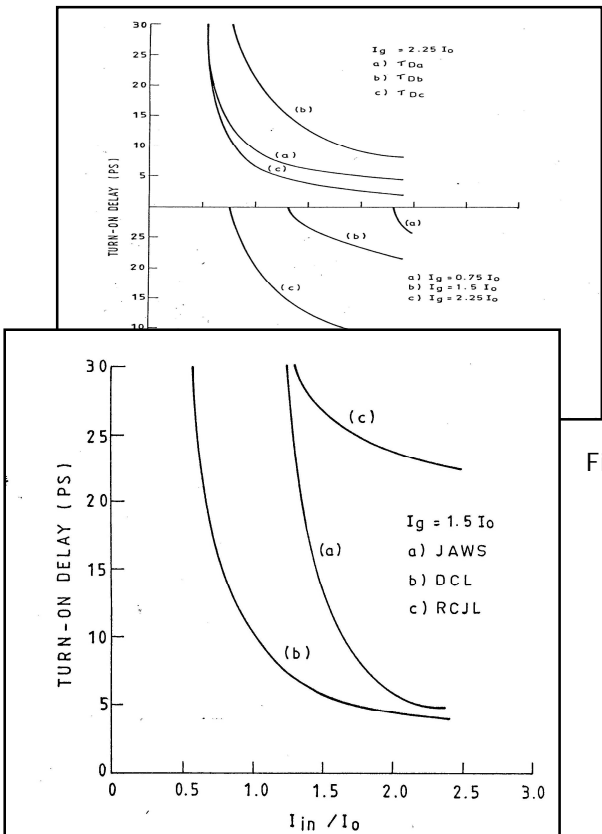 30
25
20
15
10
5
TURN-ON DELAY (PS)
Ig = 2.25 Io
a) τDa
b) τDb
c) τDc
(b)
(a)
(c)
25
20
15
10
(a)
(b)
(c)
a) Ig=0.75 Io
b) Ig=1.5 Io
c) Ig=2.25 Io
F
30
25
20
15
10
5
0
TURN-ON DELAY (PS)
(c)
(a)
(b)
Ig = 1.5 Io
a) JAWS
b) DCL
c) RCJL
0 0.5 1.0 1.5 2.0 2.5 3.0
Iin /Io